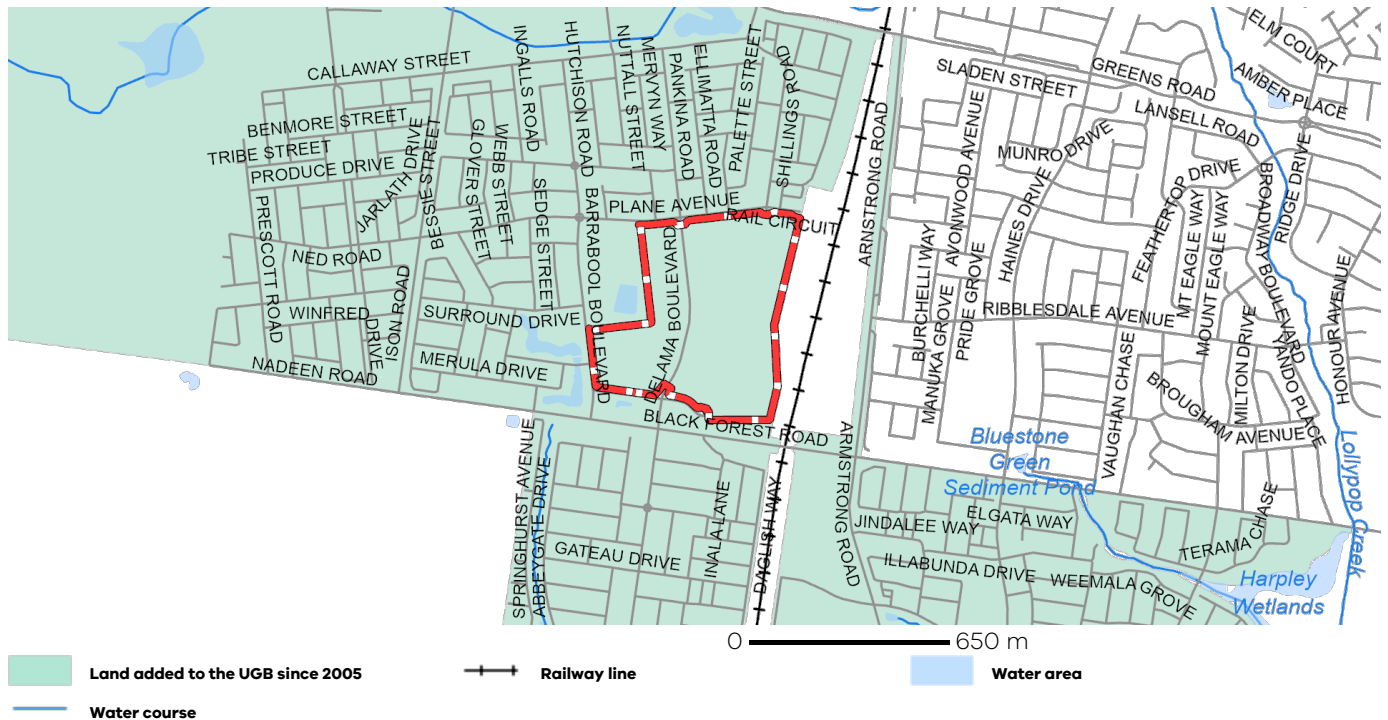 ELM COURT
CALLAWAY STREET
INGALLS ROAD
HUTCHISON ROAD
NUTTALL STREET
MERVYN WAY
PANKINA ROAD
ELLIMATTA ROAD
PALETTE STREET
SHILLINGS ROAD
SLADEN STREET
GREENS ROAD
AMBER PLACE
LANSELL ROAD
BENMORE STREET
TRIBE STREET
PRODUCE DRIVE
JARLATH DRIVE
BESSIE STREET
GLOVER STREET
WEBB STREET
SEDGE STREET
BARRABOOL BOULEVARD
PLANE AVENUE
RAIL CIRCUIT
ARNSTRONG ROAD
AVONWOOD AVENUE
MUNRO DRIVE
HAINES DRIVE
FEATHERTOP DRIVE
MT EAGLE WAY
MOUNT EAGLE WAY
BROADWAY BOULEVARD
RIDGE DRIVE
PRESCOTT ROAD
NED ROAD
WINFRED DRIVE
ISON ROAD
SURROUND DRIVE
MERULA DRIVE
NADEEN ROAD
DELAMA BOULEVARD
BLACK FOREST ROAD
BURCHELLI WAY
MANUKA GROVE
PRIDE GROVE
RIBBLESDALE AVENUE
VAUGHAN CHASE
BROUGHAM AVENUE
MILTON DRIVE
YANDO PLACE
HONOUR AVENUE
Lollypop Creek
Bluestone
Green
Sediment Pond
SPRINGHURST AVENUE
ABBEYGATE DRIVE
GATEAU DRIVE
INALA LANE
DAGLISH WAY
ARMSTRONG ROAD
JINDALEE WAY
ELGATA WAY
ILLABUNDA DRIVE
WEEMALA GROVE
TERAMA CHASE
Harpley
Wetlands
0 650 m
Land added to the UGB since 2005
Railway line
Water area
Water course